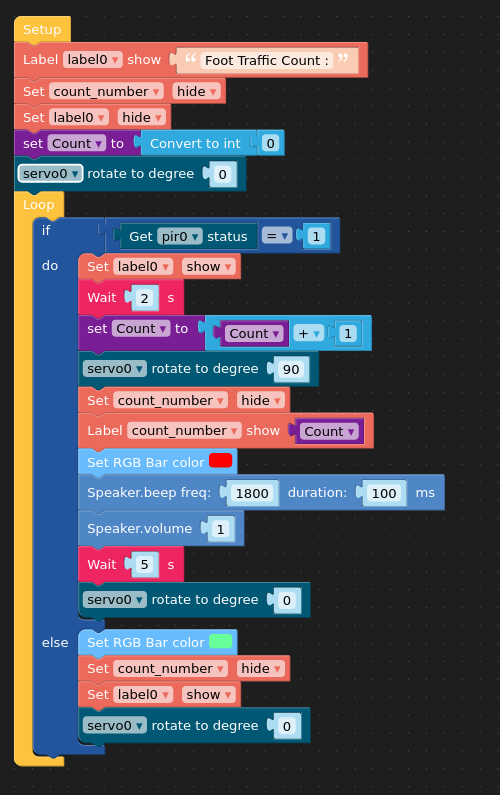 Setup
Label label0 ▾ show “ Foot Traffic Count : ”
Set count_number ▾ hide ▾
Set label0 ▾ hide ▾
set Count ▾ to Convert to int 0
servo0 ▾ rotate to degree 0
Loop
if Get pir0 ▾ status = ▾ 1
do Set label0 ▾ show ▾
Wait 2 s
set Count ▾ to Count ▾ + ▾ 1
servo0 ▾ rotate to degree 90
Set count_number ▾ hide ▾
Label count_number ▾ show Count ▾
Set RGB Bar color
Speaker.beep freq: 1800 duration: 100 ms
Speaker.volume 1
Wait 5 s
servo0 ▾ rotate to degree 0
else Set RGB Bar color
Set count_number ▾ hide ▾
Set label0 ▾ show ▾
servo0 ▾ rotate to degree 0